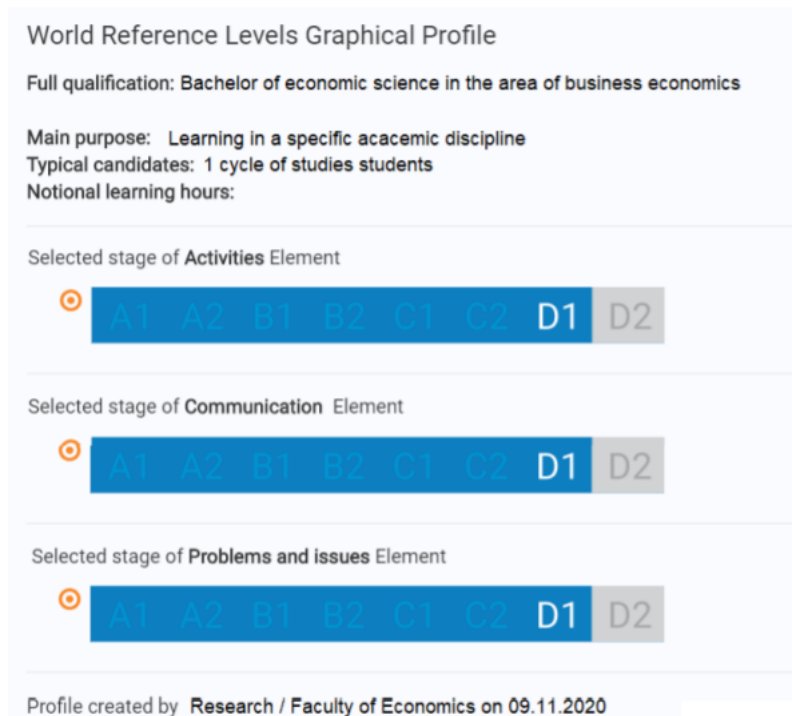 World Reference Levels Graphical Profile
Full qualification: Bachelor of economic science in the area of business economics
Main purpose: Learning in a specific acacemic discipline
Typical candidates: 1 cycle of studies students
Notional learning hours:
Selected stage of Activities Element
A1 A2 B1 B2 C1 C2 D1 D2
Selected stage of Communication Element
A1 A2 B1 B2 C1 C2 D1 D2
Selected stage of Problems and issues Element
A1 A2 B1 B2 C1 C2 D1 D2
Profile created by Research / Faculty of Economics on 09.11.2020